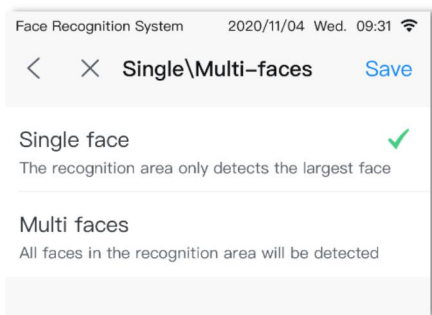 Face Recognition System 2020/11/04 Wed. 09:31
Single\Multi-faces Save
Single face
The recognition area only detects the largest face
Multi faces
All faces in the recognition area will be detected